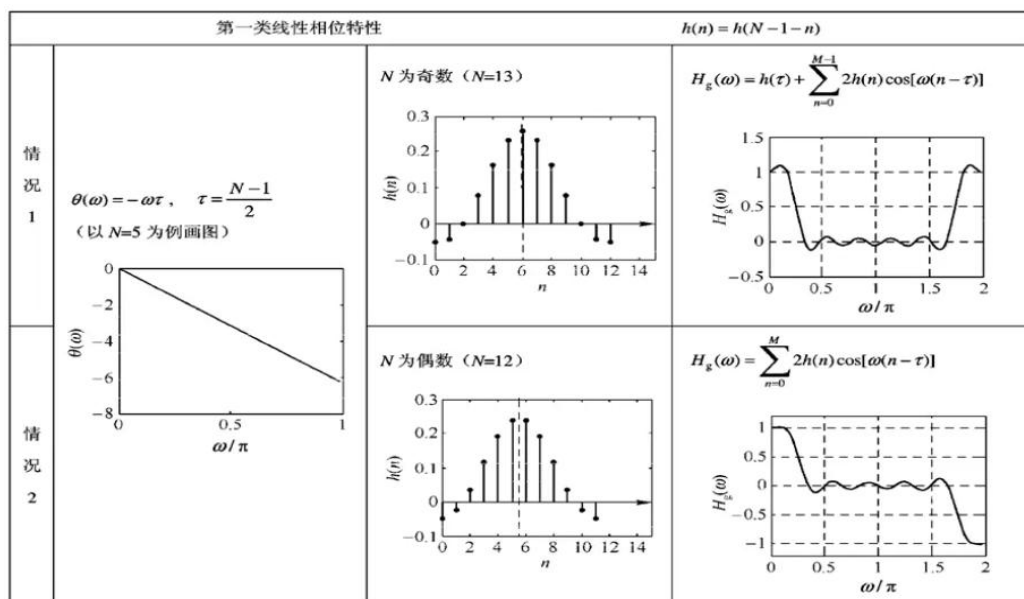 第一类线性相位特性 h(n) = h(N−1−n)
情况1
θ(ω) = −ωτ , τ = (N−1)/2
(以 N=5 为例画图)
0
−2
−4
−6
−8
θ(ω)
0 0.5 1
ω/π
N 为奇数（N=13）
0.3
0.2
0.1
0
−0.1
h(n)
0 2 4 6 8 10 12 14
n
H_g(ω) = h(τ) + ∑_{n=0}^{M−1} 2h(n)cos[ω(n−τ)]
1.5
1
0.5
0
−0.5
H_g(ω)
0 0.5 1 1.5 2
ω/π
情况2
N 为偶数（N=12）
0.3
0.2
0.1
0
−0.1
h(n)
0 2 4 6 8 10 12 14
n
H_g(ω) = ∑_{n=0}^{M} 2h(n)cos[ω(n−τ)]
1
0.5
0
−0.5
−1
H_g(ω)
0 0.5 1 1.5 2
ω/π